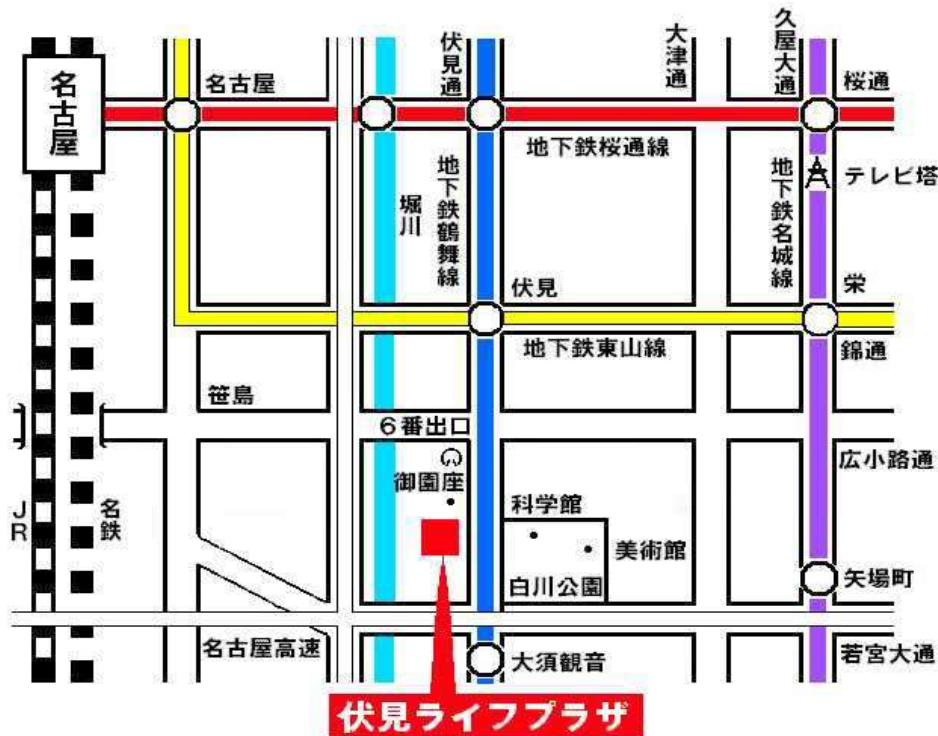 名古屋
名古屋
伏見通
大津通
久屋大通
桜通
地下鉄桜通線
堀川
地下鉄鶴舞線
地下鉄名城線
テレビ塔
伏見
栄
地下鉄東山線
錦通
笹島
6番出口
広小路通
JR
名鉄
御園座
科学館
美術館
白川公園
矢場町
名古屋高速
大須観音
若宮大通
伏見ライフプラザ